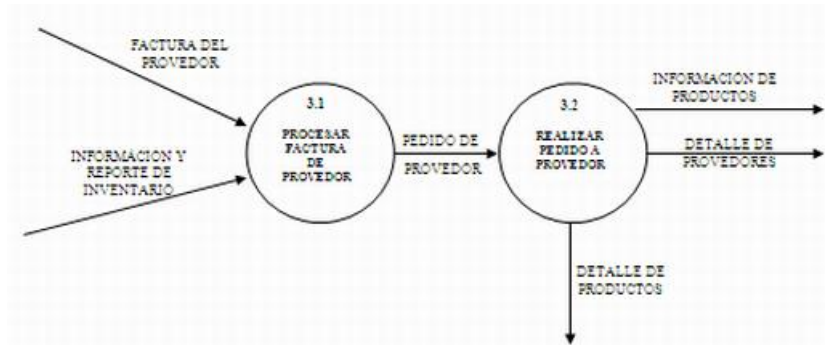 FACTURA DEL
PROVEDOR
3.1
PROCESAR
FACTURA
DE
PROVEDOR
INFORMACION Y
REPORTE DE
INVENTARIO
PEDIDO DE
PROVEDOR
3.2
REALIZAR
PEDIDO A
PROVEDOR
INFORMACIÓN DE
PRODUCTOS
DETALLE DE
PROVEDORES
DETALLE DE
PRODUCTOS